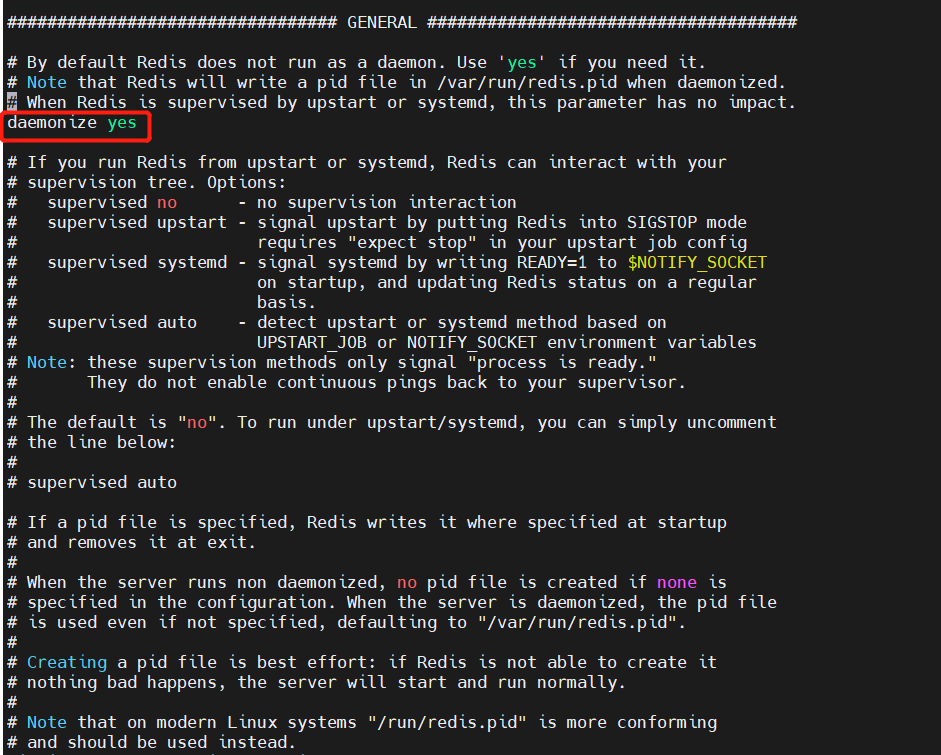 ################################# GENERAL #####################################

# By default Redis does not run as a daemon. Use 'yes' if you need it.
# Note that Redis will write a pid file in /var/run/redis.pid when daemonized.
# When Redis is supervised by upstart or systemd, this parameter has no impact.
daemonize yes

# If you run Redis from upstart or systemd, Redis can interact with your
# supervision tree. Options:
#   supervised no      - no supervision interaction
#   supervised upstart - signal upstart by putting Redis into SIGSTOP mode
#                        requires "expect stop" in your upstart job config
#   supervised systemd - signal systemd by writing READY=1 to $NOTIFY_SOCKET
#                        on startup, and updating Redis status on a regular
#                        basis.
#   supervised auto    - detect upstart or systemd method based on
#                        UPSTART_JOB or NOTIFY_SOCKET environment variables
# Note: these supervision methods only signal "process is ready."
#       They do not enable continuous pings back to your supervisor.
#
# The default is "no". To run under upstart/systemd, you can simply uncomment
# the line below:
#
# supervised auto

# If a pid file is specified, Redis writes it where specified at startup
# and removes it at exit.
#
# When the server runs non daemonized, no pid file is created if none is
# specified in the configuration. When the server is daemonized, the pid file
# is used even if not specified, defaulting to "/var/run/redis.pid".
#
# Creating a pid file is best effort: if Redis is not able to create it
# nothing bad happens, the server will start and run normally.
#
# Note that on modern Linux systems "/run/redis.pid" is more conforming
# and should be used instead.